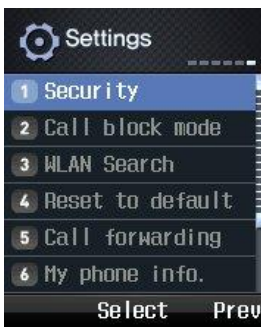 Settings
1 Security
2 Call block mode
3 WLAN Search
4 Reset to default
5 Call forwarding
6 My phone info.
Select Prev